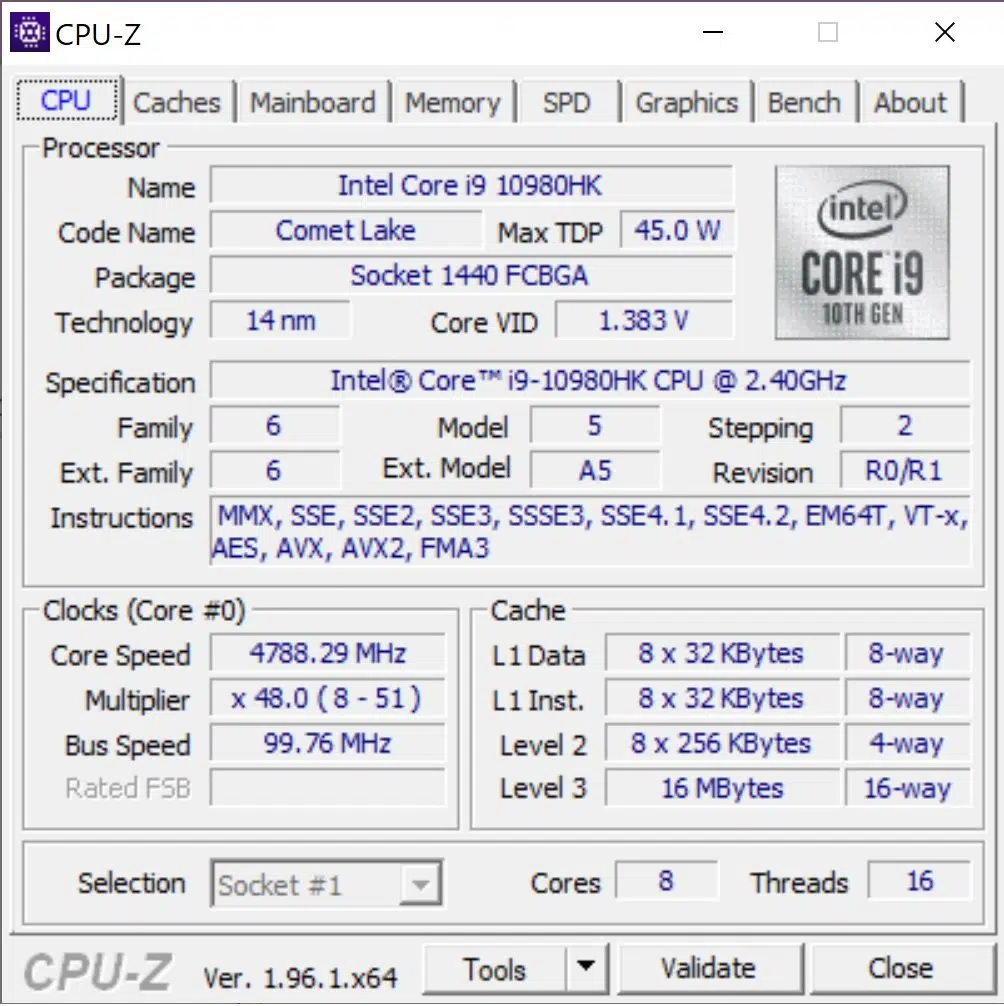 CPU-Z
CPU Caches Mainboard Memory SPD Graphics Bench About
Processor
Name Intel Core i9 10980HK
Code Name Comet Lake Max TDP 45.0 W
Package Socket 1440 FCBGA
Technology 14 nm Core VID 1.383 V
intel
CORE i9
10TH GEN
Specification Intel® Core™ i9-10980HK CPU @ 2.40GHz
Family 6 Model 5 Stepping 2
Ext. Family 6 Ext. Model A5 Revision R0/R1
Instructions MMX, SSE, SSE2, SSE3, SSSE3, SSE4.1, SSE4.2, EM64T, VT-x,
AES, AVX, AVX2, FMA3
Clocks (Core #0)
Core Speed 4788.29 MHz
Multiplier x 48.0 ( 8 - 51 )
Bus Speed 99.76 MHz
Rated FSB
Cache
L1 Data 8 x 32 KBytes 8-way
L1 Inst. 8 x 32 KBytes 8-way
Level 2 8 x 256 KBytes 4-way
Level 3 16 MBytes 16-way
Selection Socket #1 Cores 8 Threads 16
CPU-Z Ver. 1.96.1.x64 Tools Validate Close